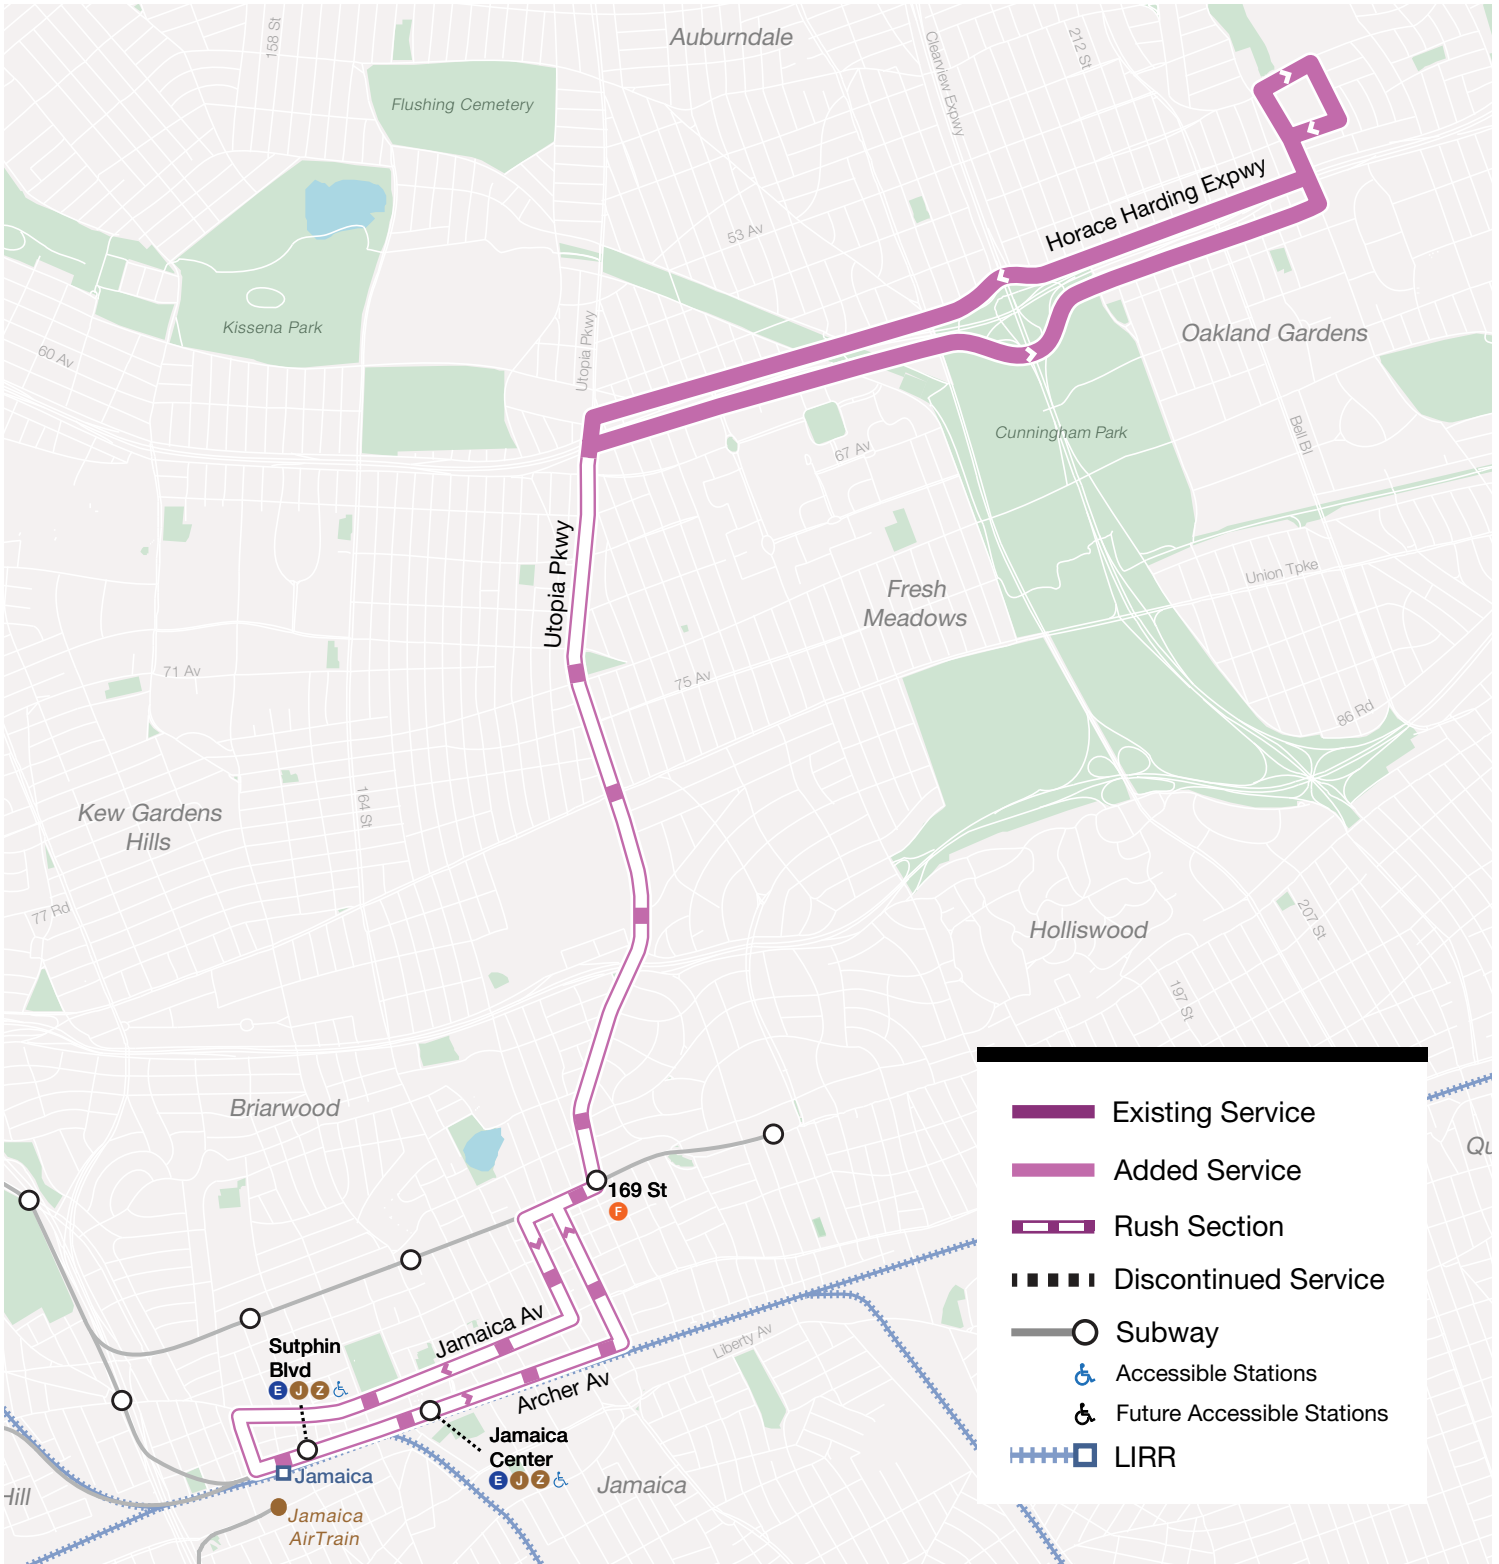 Auburndale
158 St
Clearview Expwy
212 St
Flushing Cemetery
Horace Harding Expwy
53 Av
Kissena Park
Utopia Pkwy
60 Av
Oakland Gardens
Cunningham Park
Bell Bl
67 Av
Utopia Pkwy
Fresh
Meadows
Union Tpke
71 Av
75 Av
86 Rd
Kew Gardens
Hills
164 St
77 Rd
Holliswood
207 St
197 St
Briarwood
169 St
F
Existing Service
Added Service
Rush Section
Discontinued Service
Subway
Accessible Stations
Future Accessible Stations
LIRR
Qu
Jamaica Av
Liberty Av
Sutphin
Blvd
E J Z
Archer Av
Jamaica
Center
E J Z
Jamaica
Jamaica
Hill
Jamaica
AirTrain